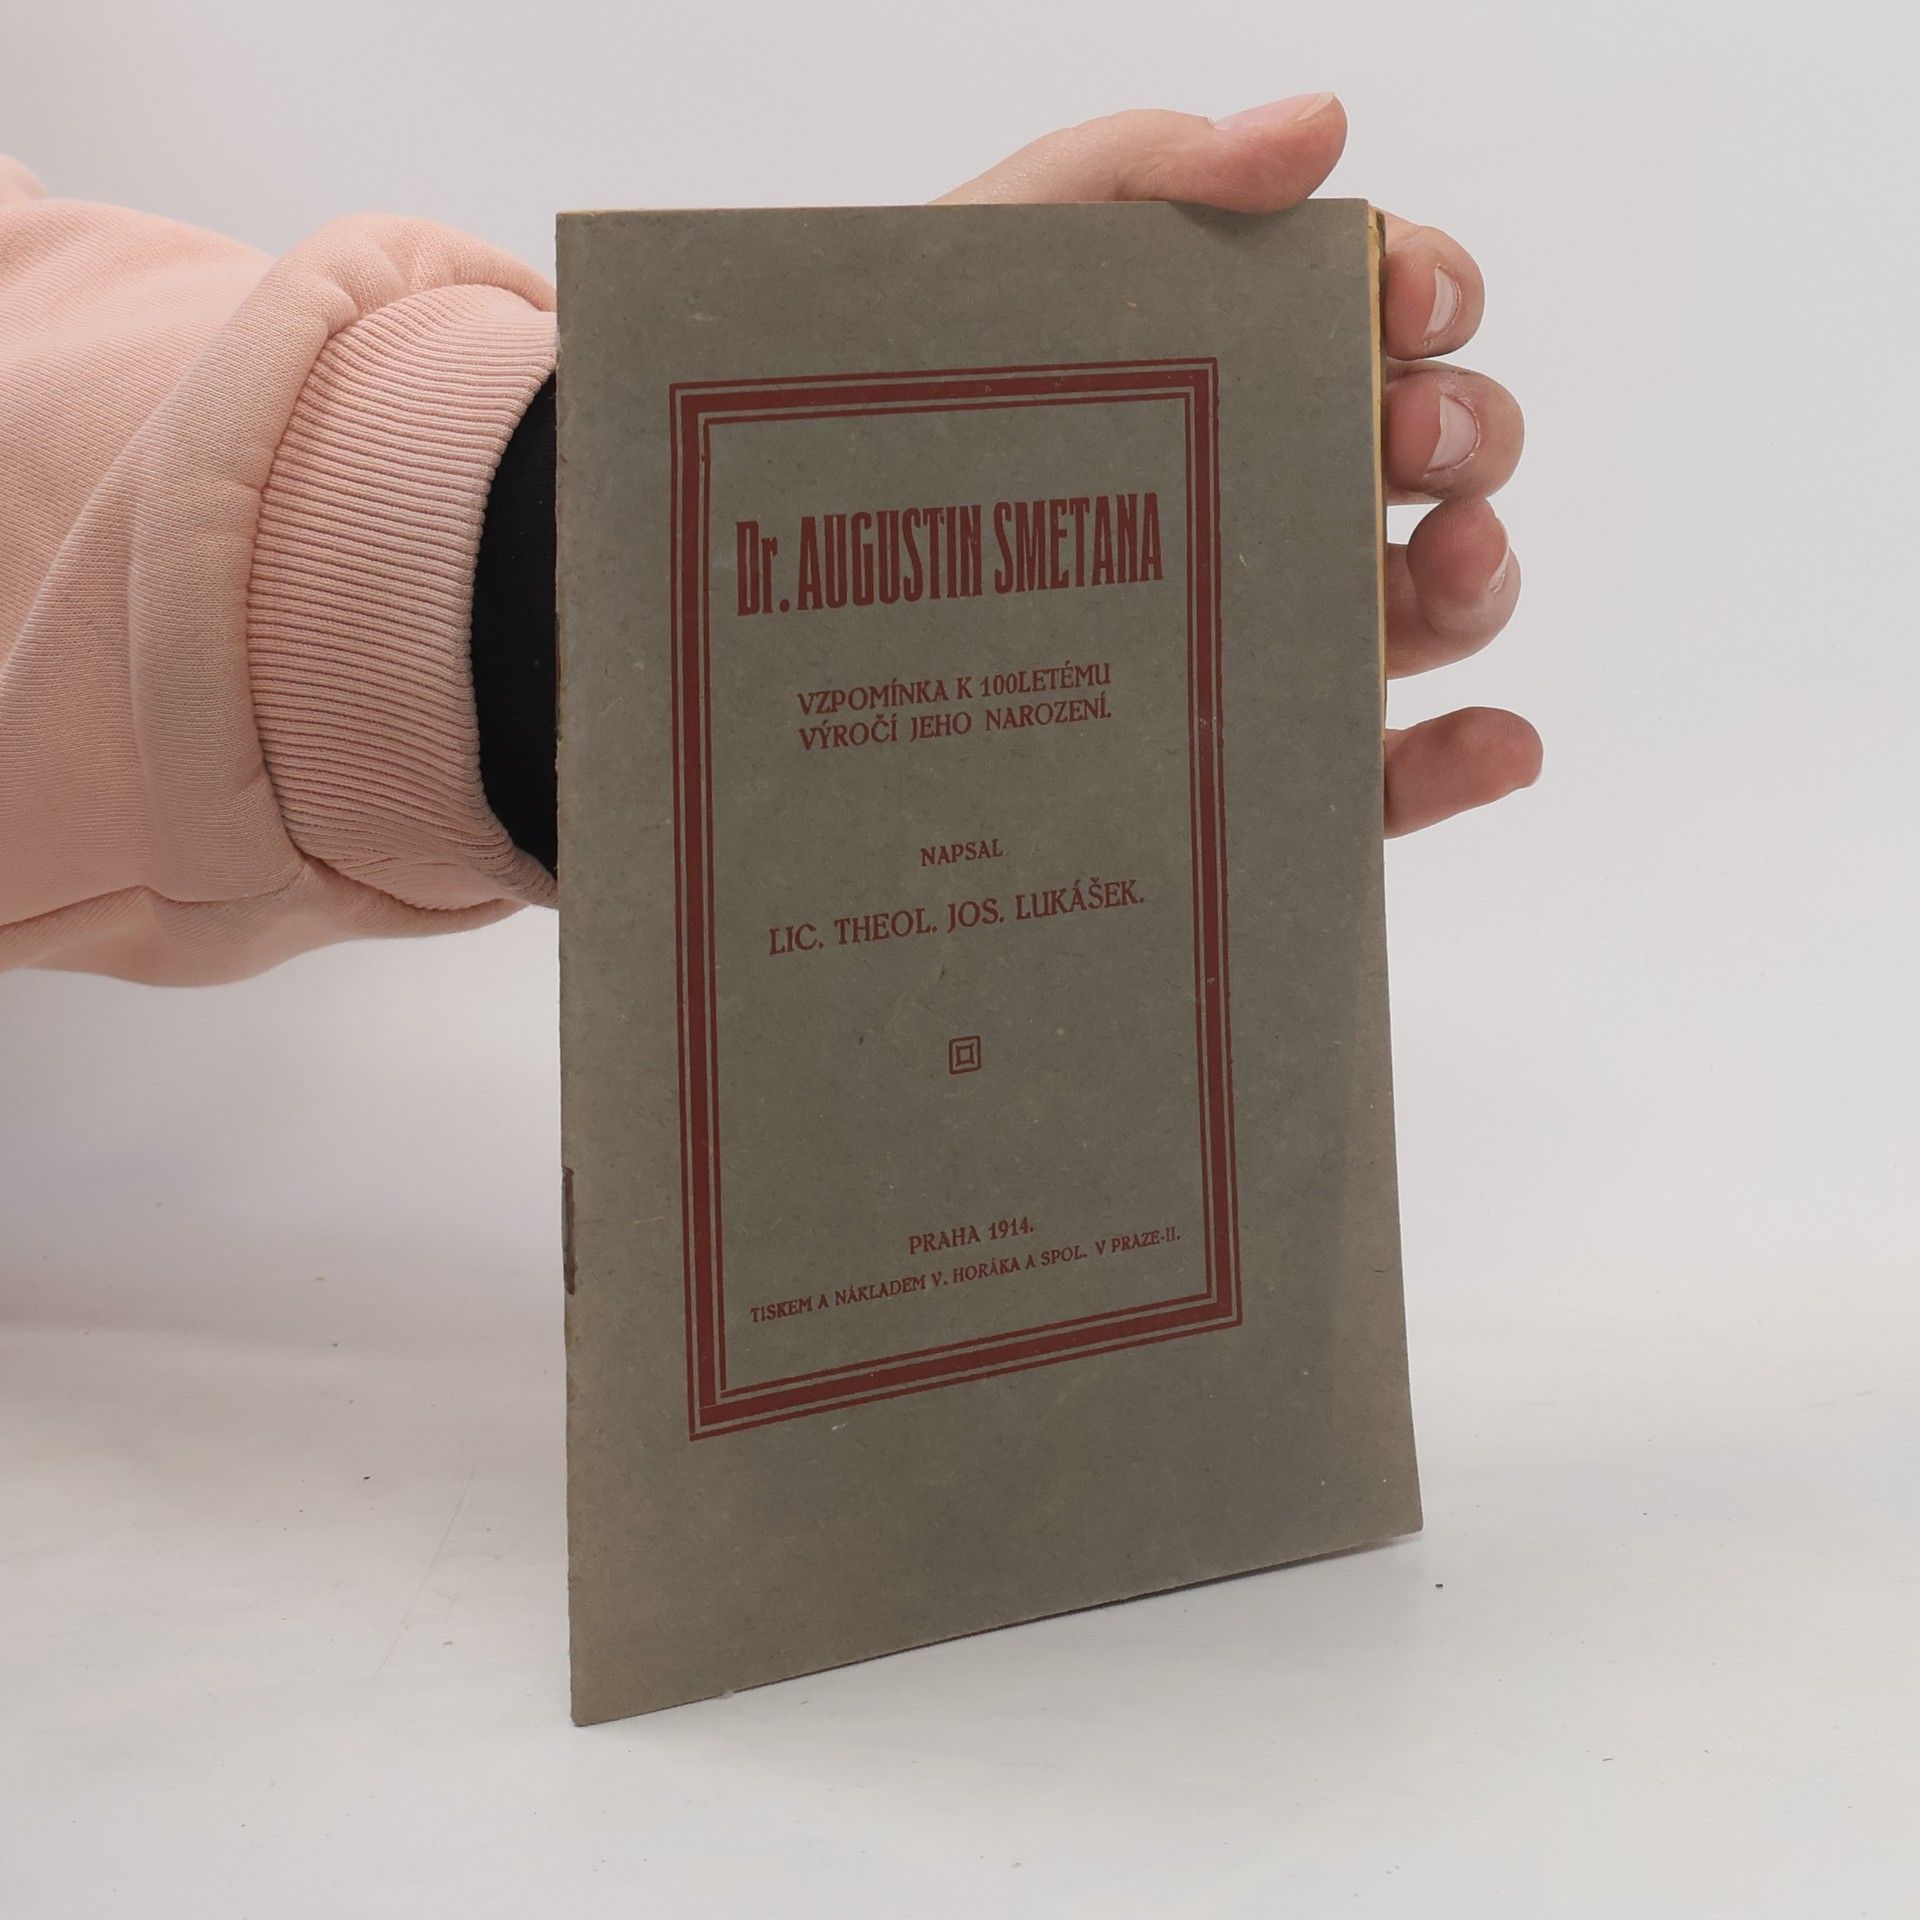 Dr. AUGUSTIN SMETANA
VZPOMÍNKA K 100LETÉMU
VÝROČÍ JEHO NAROZENÍ.
NAPSAL
LIC. THEOL. JOS. LUKÁŠEK.
PRAHA 1914.
TISKEM A NÁKLADEM V. HORÁKA A SPOL. V PRAZE-II.